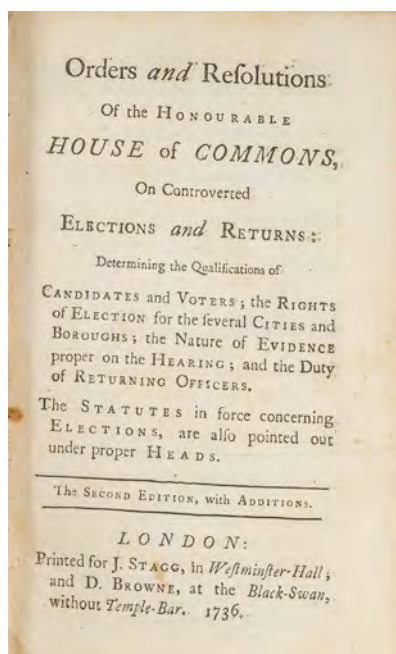 Orders and Reſolutions
Of the HONOURABLE
HOUSE of COMMONS,
On Controverted
ELECTIONS and RETURNS:
Determining the Qualifications of
CANDIDATES and VOTERS; the RIGHTS
of ELECTION for the ſeveral CITIES and
BOROUGHS; the Nature of EVIDENCE
proper on the HEARING; and the Duty
of RETURNING OFFICERS.
The STATUTES in force concerning
ELECTIONS, are alſo pointed out
under proper HEADS.
The SECOND EDITION, with ADDITIONS.
LONDON:
Printed for J. STAGG, in Weſtminſter-Hall;
and D. BROWNE, at the Black-Swan,
without Temple-Bar. 1736.